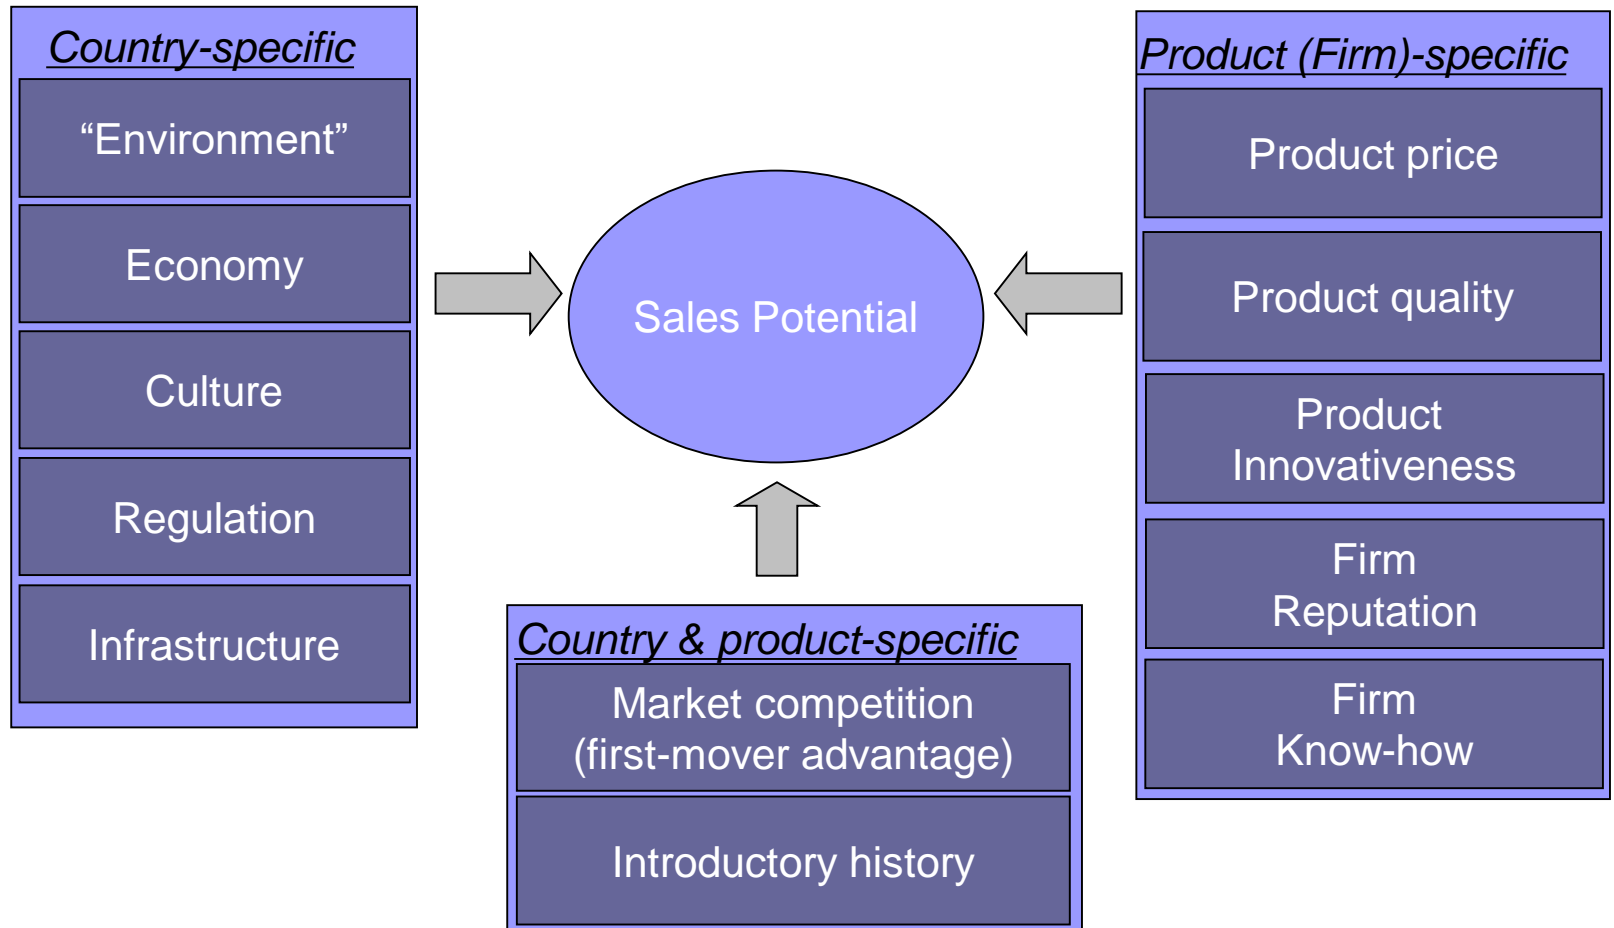 Country-specific
“Environment”
Economy
Culture
Regulation
Infrastructure
Sales Potential
Country & product-specific
Market competition
(first-mover advantage)
Introductory history
Product (Firm)-specific
Product price
Product quality
Product
Innovativeness
Firm
Reputation
Firm
Know-how